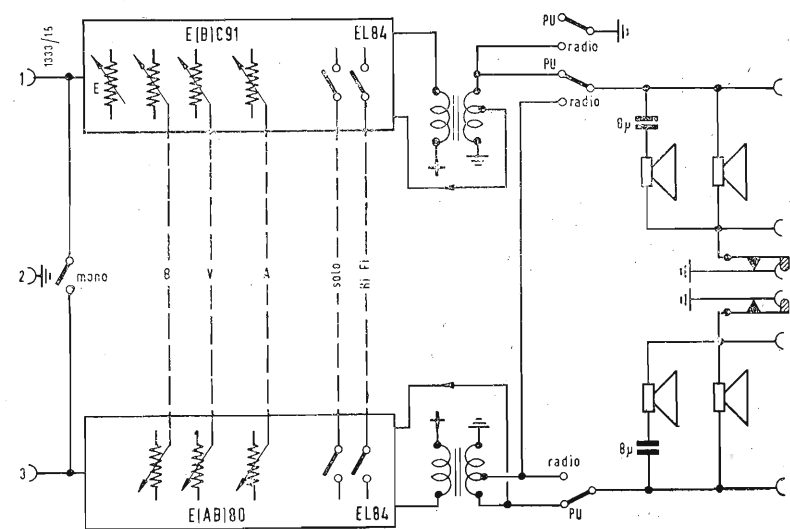 1333/15
E(B)C91
EL84
PU
radio
PU
radio
1
E
8µ
2
mono
B
V
A
solo
Hi Fi
3
8µ
radio
PU
E(AB)80
EL84